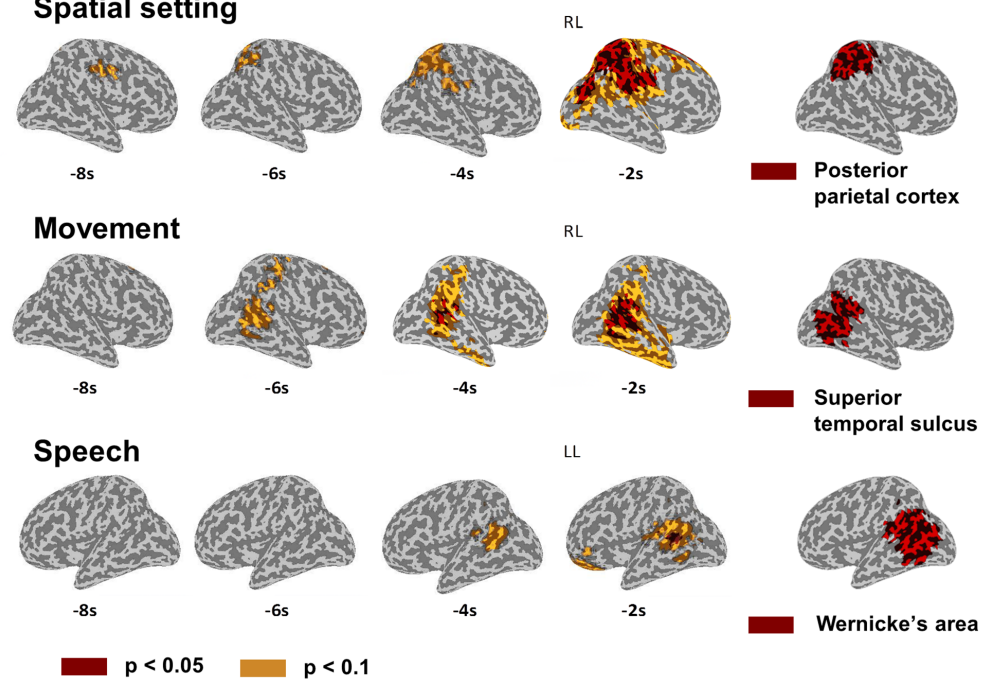 Spatial setting
RL
-8s
-6s
-4s
-2s
Posterior
parietal cortex
Movement
RL
-8s
-6s
-4s
-2s
Superior
temporal sulcus
Speech
LL
-8s
-6s
-4s
-2s
Wernicke’s area
p < 0.05
p < 0.1